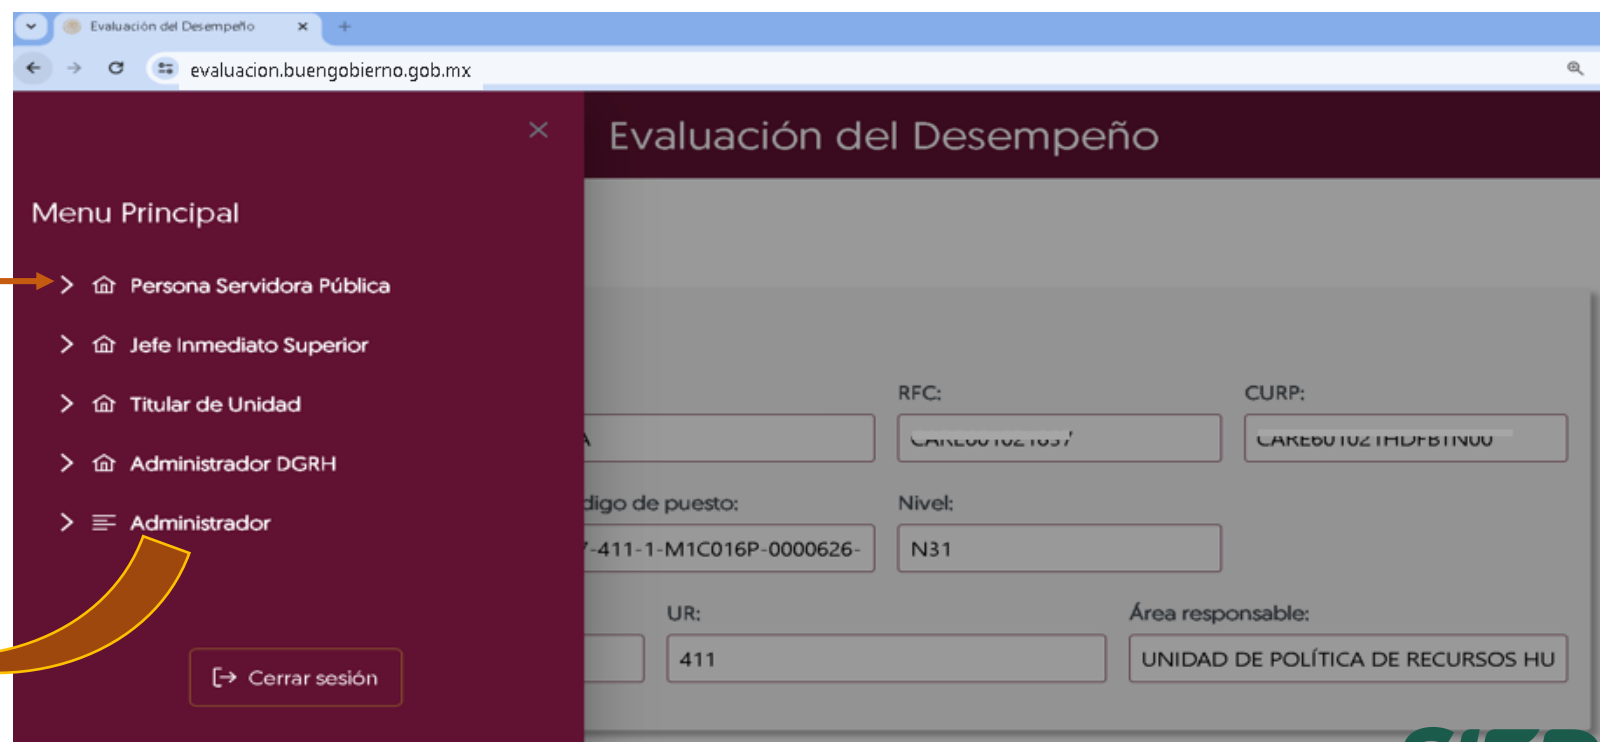 Evaluación del Desempeño
evaluacion.buengobierno.gob.mx
Evaluación del Desempeño
Menu Principal
Persona Servidora Pública
Jefe Inmediato Superior
Titular de Unidad
Administrador DGRH
Administrador
Cerrar sesión
RFC:
CURP:
digo de puesto:
Nivel:
-411-1-M1C016P-0000626-
N31
UR:
Área responsable:
411
UNIDAD DE POLÍTICA DE RECURSOS HU